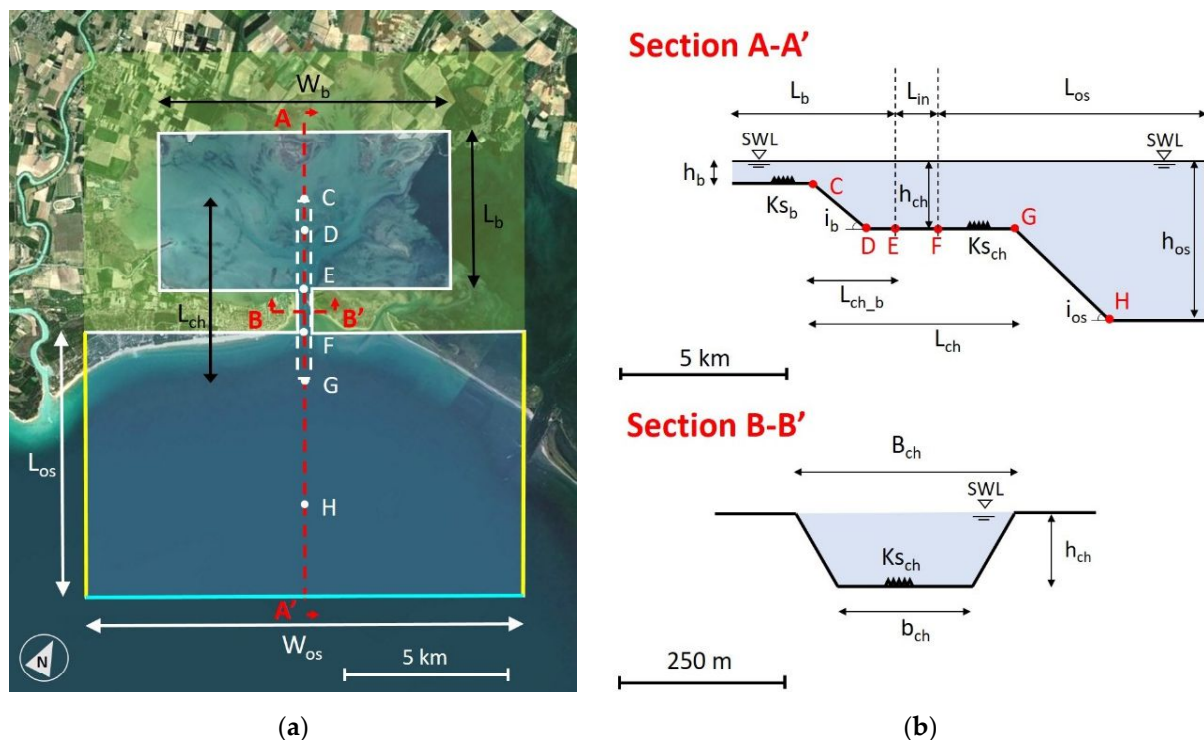 W_b
A
C
D
L_b
E
L_ch
B
B'
F
G
L_os
H
A'
W_os
N
5 km
(a)
Section A-A’
L_b
L_in
L_os
SWL
SWL
h_b
C
h_ch
G
Ks_b
i_b
Ks_ch
h_os
D
E
F
L_ch_b
i_os
H
L_ch
5 km
Section B-B’
B_ch
SWL
Ks_ch
h_ch
b_ch
250 m
(b)